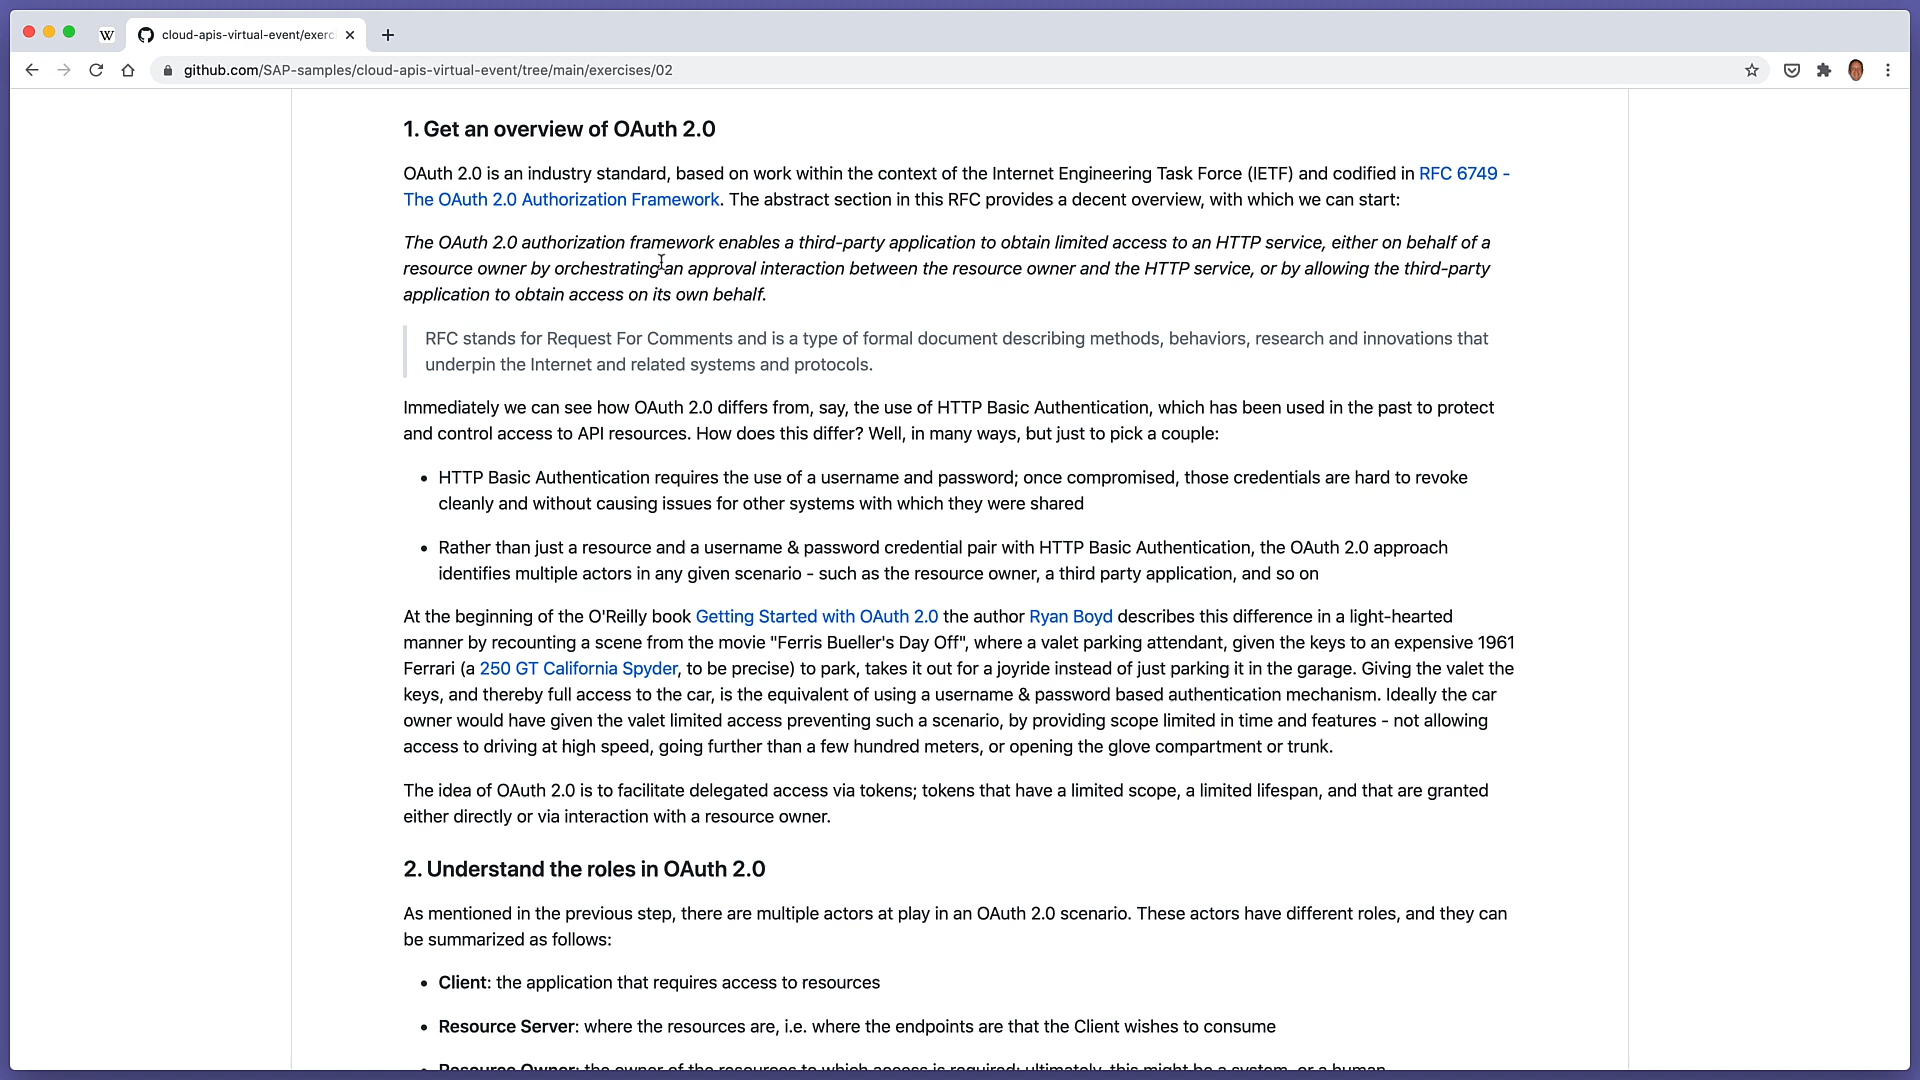 W
cloud-apis-virtual-event/exerc
github.com/SAP-samples/cloud-apis-virtual-event/tree/main/exercises/02
1. Get an overview of OAuth 2.0
OAuth 2.0 is an industry standard, based on work within the context of the Internet Engineering Task Force (IETF) and codified in RFC 6749 -
The OAuth 2.0 Authorization Framework. The abstract section in this RFC provides a decent overview, with which we can start:
The OAuth 2.0 authorization framework enables a third-party application to obtain limited access to an HTTP service, either on behalf of a
resource owner by orchestrating an approval interaction between the resource owner and the HTTP service, or by allowing the third-party
application to obtain access on its own behalf.
RFC stands for Request For Comments and is a type of formal document describing methods, behaviors, research and innovations that
underpin the Internet and related systems and protocols.
Immediately we can see how OAuth 2.0 differs from, say, the use of HTTP Basic Authentication, which has been used in the past to protect
and control access to API resources. How does this differ? Well, in many ways, but just to pick a couple:
• HTTP Basic Authentication requires the use of a username and password; once compromised, those credentials are hard to revoke
cleanly and without causing issues for other systems with which they were shared
• Rather than just a resource and a username & password credential pair with HTTP Basic Authentication, the OAuth 2.0 approach
identifies multiple actors in any given scenario - such as the resource owner, a third party application, and so on
At the beginning of the O'Reilly book Getting Started with OAuth 2.0 the author Ryan Boyd describes this difference in a light-hearted
manner by recounting a scene from the movie "Ferris Bueller's Day Off", where a valet parking attendant, given the keys to an expensive 1961
Ferrari (a 250 GT California Spyder, to be precise) to park, takes it out for a joyride instead of just parking it in the garage. Giving the valet the
keys, and thereby full access to the car, is the equivalent of using a username & password based authentication mechanism. Ideally the car
owner would have given the valet limited access preventing such a scenario, by providing scope limited in time and features - not allowing
access to driving at high speed, going further than a few hundred meters, or opening the glove compartment or trunk.
The idea of OAuth 2.0 is to facilitate delegated access via tokens; tokens that have a limited scope, a limited lifespan, and that are granted
either directly or via interaction with a resource owner.
2. Understand the roles in OAuth 2.0
As mentioned in the previous step, there are multiple actors at play in an OAuth 2.0 scenario. These actors have different roles, and they can
be summarized as follows:
• Client: the application that requires access to resources
• Resource Server: where the resources are, i.e. where the endpoints are that the Client wishes to consume
• Resource Owner: the owner of the resources to which access is required; ultimately, this might be a system, or a human